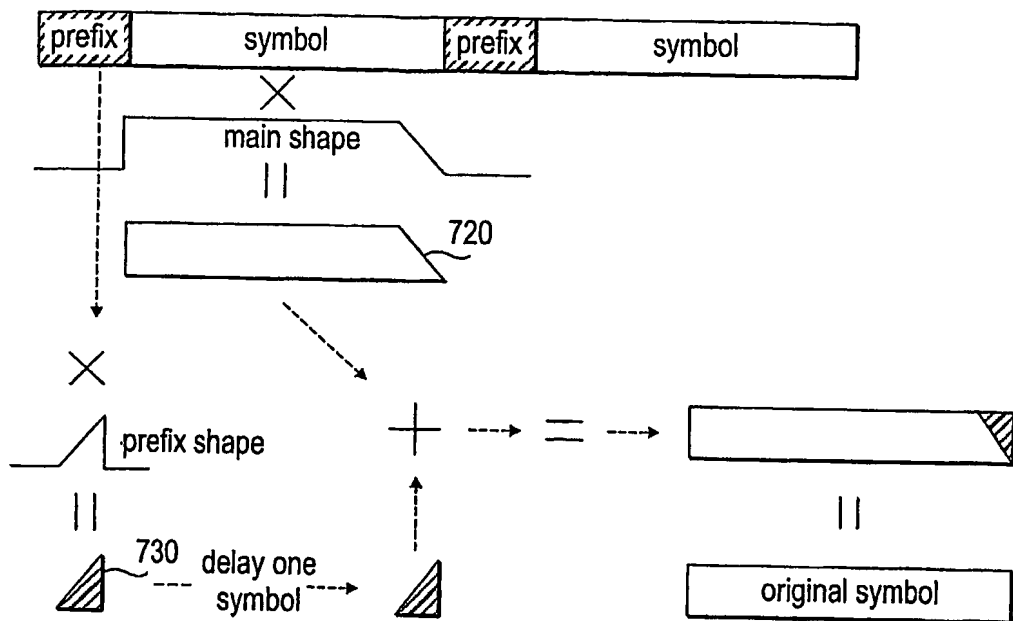 prefix symbol prefix symbol
main shape
720
prefix shape
730
delay one
symbol
original symbol